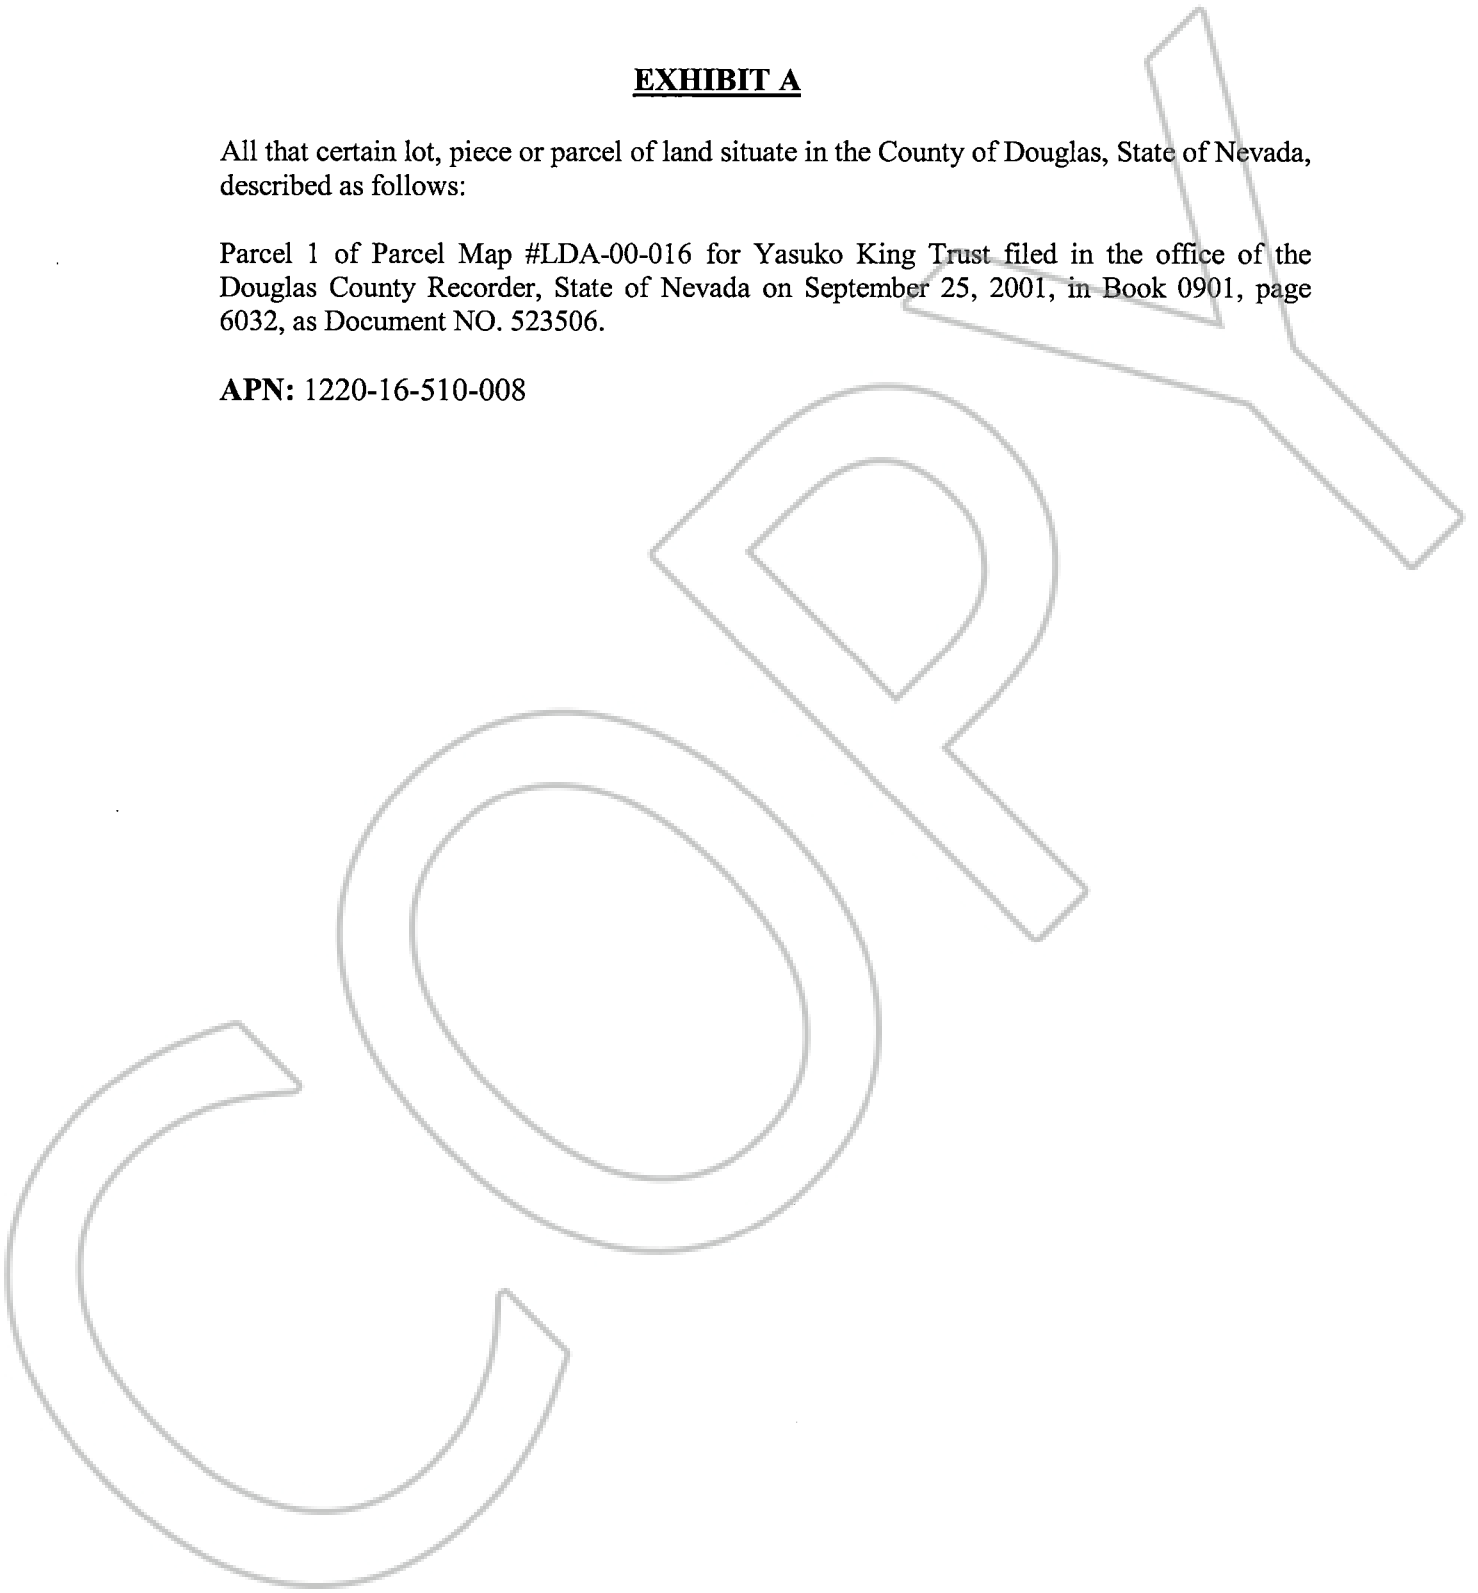 EXHIBIT A
All that certain lot, piece or parcel of land situate in the County of Douglas, State of Nevada,
described as follows:
Parcel 1 of Parcel Map #LDA-00-016 for Yasuko King Trust filed in the office of the
Douglas County Recorder, State of Nevada on September 25, 2001, in Book 0901, page
6032, as Document NO. 523506.
APN: 1220-16-510-008
COPY